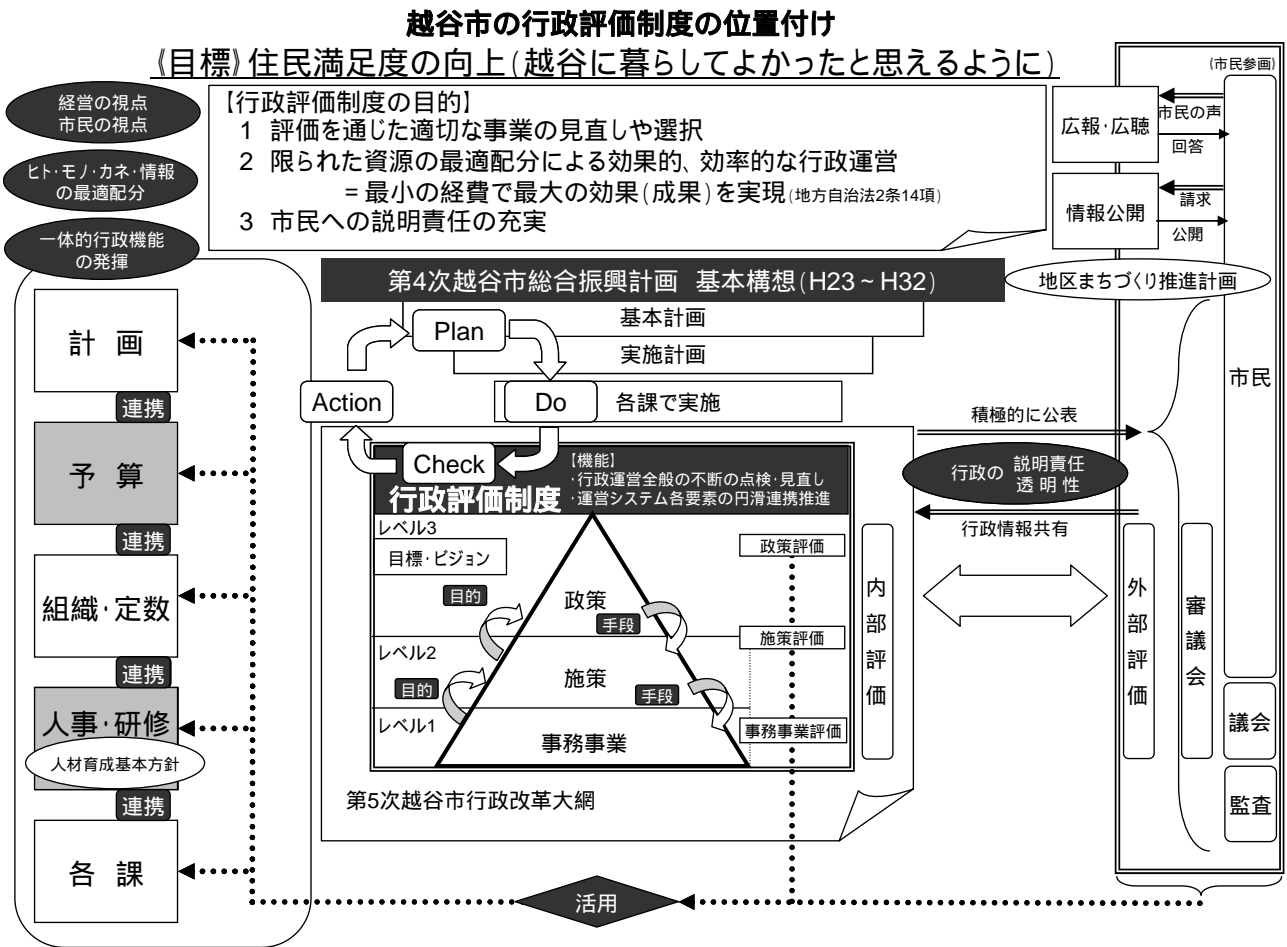 越谷市の行政評価制度の位置付け
《目標》住民満足度の向上(越谷に暮らしてよかったと思えるように)
経営の視点
市民の視点
ヒト・モノ・カネ・情報
の最適配分
一体的行政機能
の発揮
【行政評価制度の目的】
1 評価を通じた適切な事業の見直しや選択
2 限られた資源の最適配分による効果的、効率的な行政運営
= 最小の経費で最大の効果(成果)を実現(地方自治法2条14項)
3 市民への説明責任の充実
(市民参画)
広報・広聴
市民の声
回答
情報公開
請求
公開
第4次越谷市総合振興計画 基本構想(H23~H32)
地区まちづくり推進計画
基本計画
実施計画
各課で実施
Plan
Do
Check
Action
計 画
連携
予 算
連携
組織・定数
連携
人事・研修
人材育成基本方針
連携
各 課
【機能】
・行政運営全般の不断の点検・見直し
・運営システム各要素の円滑連携推進
行政評価制度
レベル3
目標・ビジョン
政策評価
目的
政策
手段
レベル2
施策評価
目的
施策
手段
レベル1
事務事業
事務事業評価
内部評価
第5次越谷市行政改革大綱
積極的に公表
行政の 説明責任
透明性
行政情報共有
外部評価
審議会
市民
議会
監査
活用